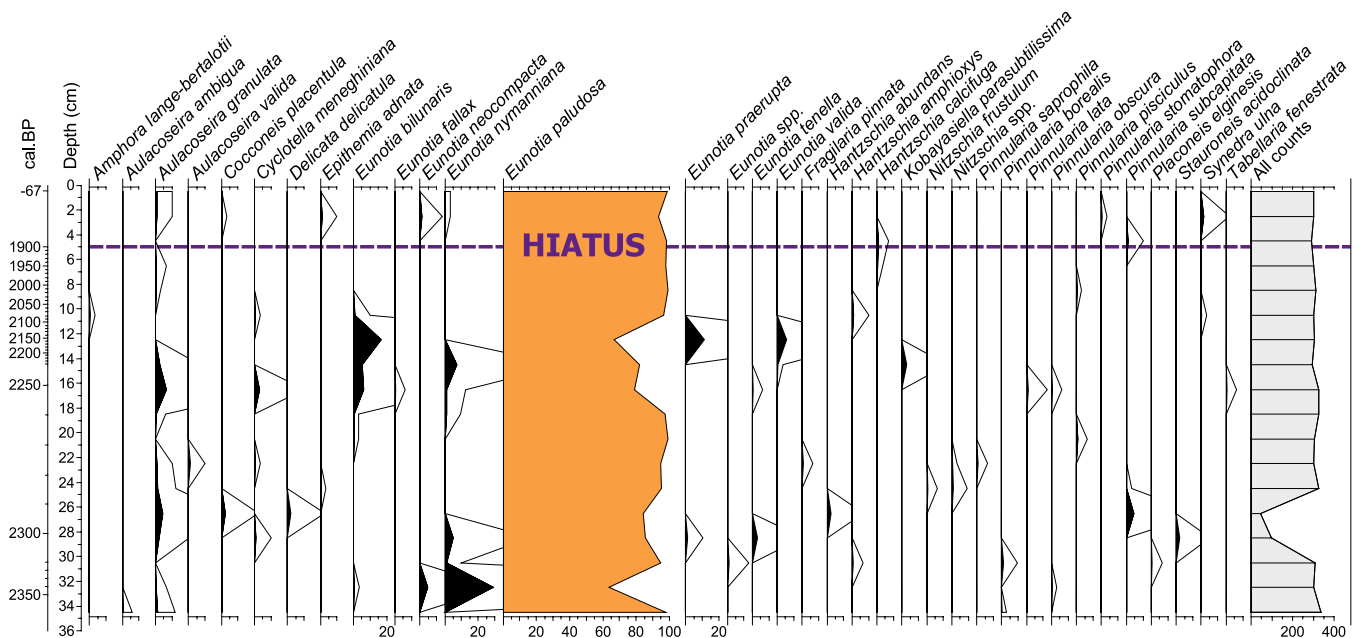 cal.BP
Depth (cm)
Amphora lange-bertalotii
Aulacoseira ambigua
Aulacoseira granulata
Aulacoseira valida
Cocconeis placentula
Cyclotella meneghiniana
Delicata delicatula
Epithemia adnata
Eunotia bilunaris
Eunotia fallax
Eunotia neocompacta
Eunotia nymanniana
Eunotia paludosa
Eunotia praerupta
Eunotia spp.
Eunotia tenella
Eunotia valida
Fragilaria pinnata
Hantzschia abundans
Hantzschia amphioxys
Hantzschia calcifuga
Kobayasiella parasubtilissima
Nitzschia frustulum
Nitzschia spp.
Pinnularia saprophila
Pinnularia borealis
Pinnularia lata
Pinnularia obscura
Pinnularia pisciculus
Pinnularia stomatophora
Pinnularia subcapitata
Placoneis elginesis
Stauroneis acidoclinata
Synedra ulna
Tabellaria fenestrata
All counts
-67
1900
1950
2000
2050
2100
2150
2200
2250
2300
2350
0
2
4
6
8
10
12
14
16
18
20
22
24
26
28
30
32
34
36
HIATUS
20
20
20 40 60 80 100
20
200 400